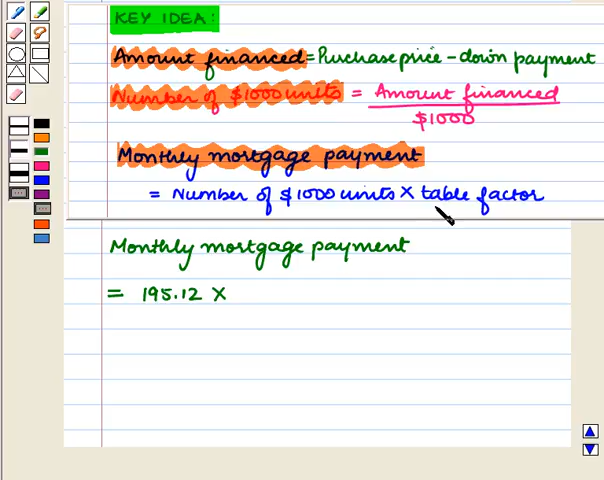 KEY IDEA:
Amount financed = Purchase price - down payment
Number of $1000 units = Amount financed
$1000
Monthly mortgage payment
= Number of $1000 units × table factor
Monthly mortgage payment
= 195.12 ×